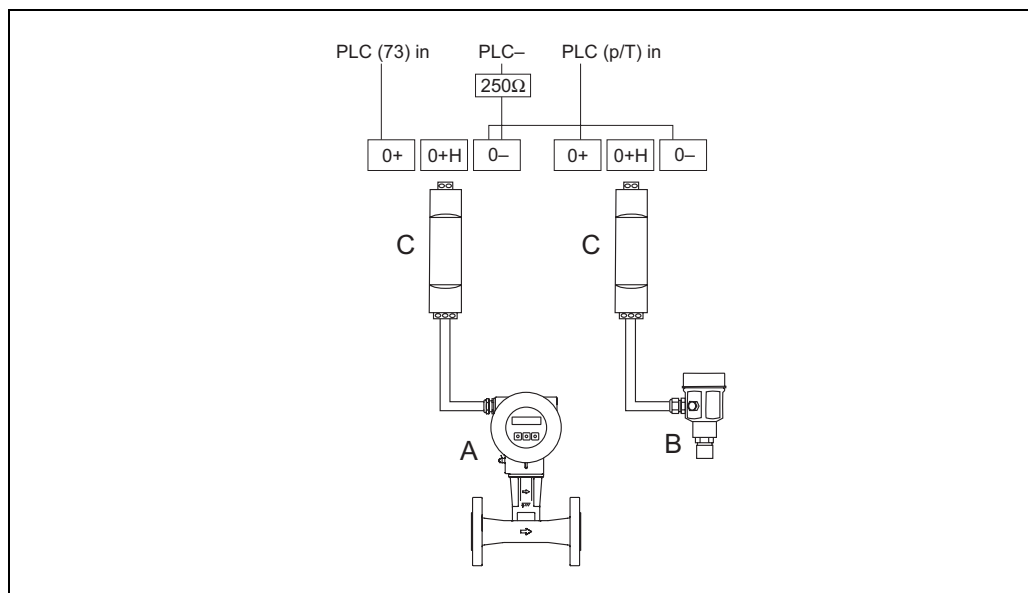 PLC (73) in PLC– PLC (p/T) in
250Ω
0+ 0+H 0– 0+ 0+H 0–
C C
A B